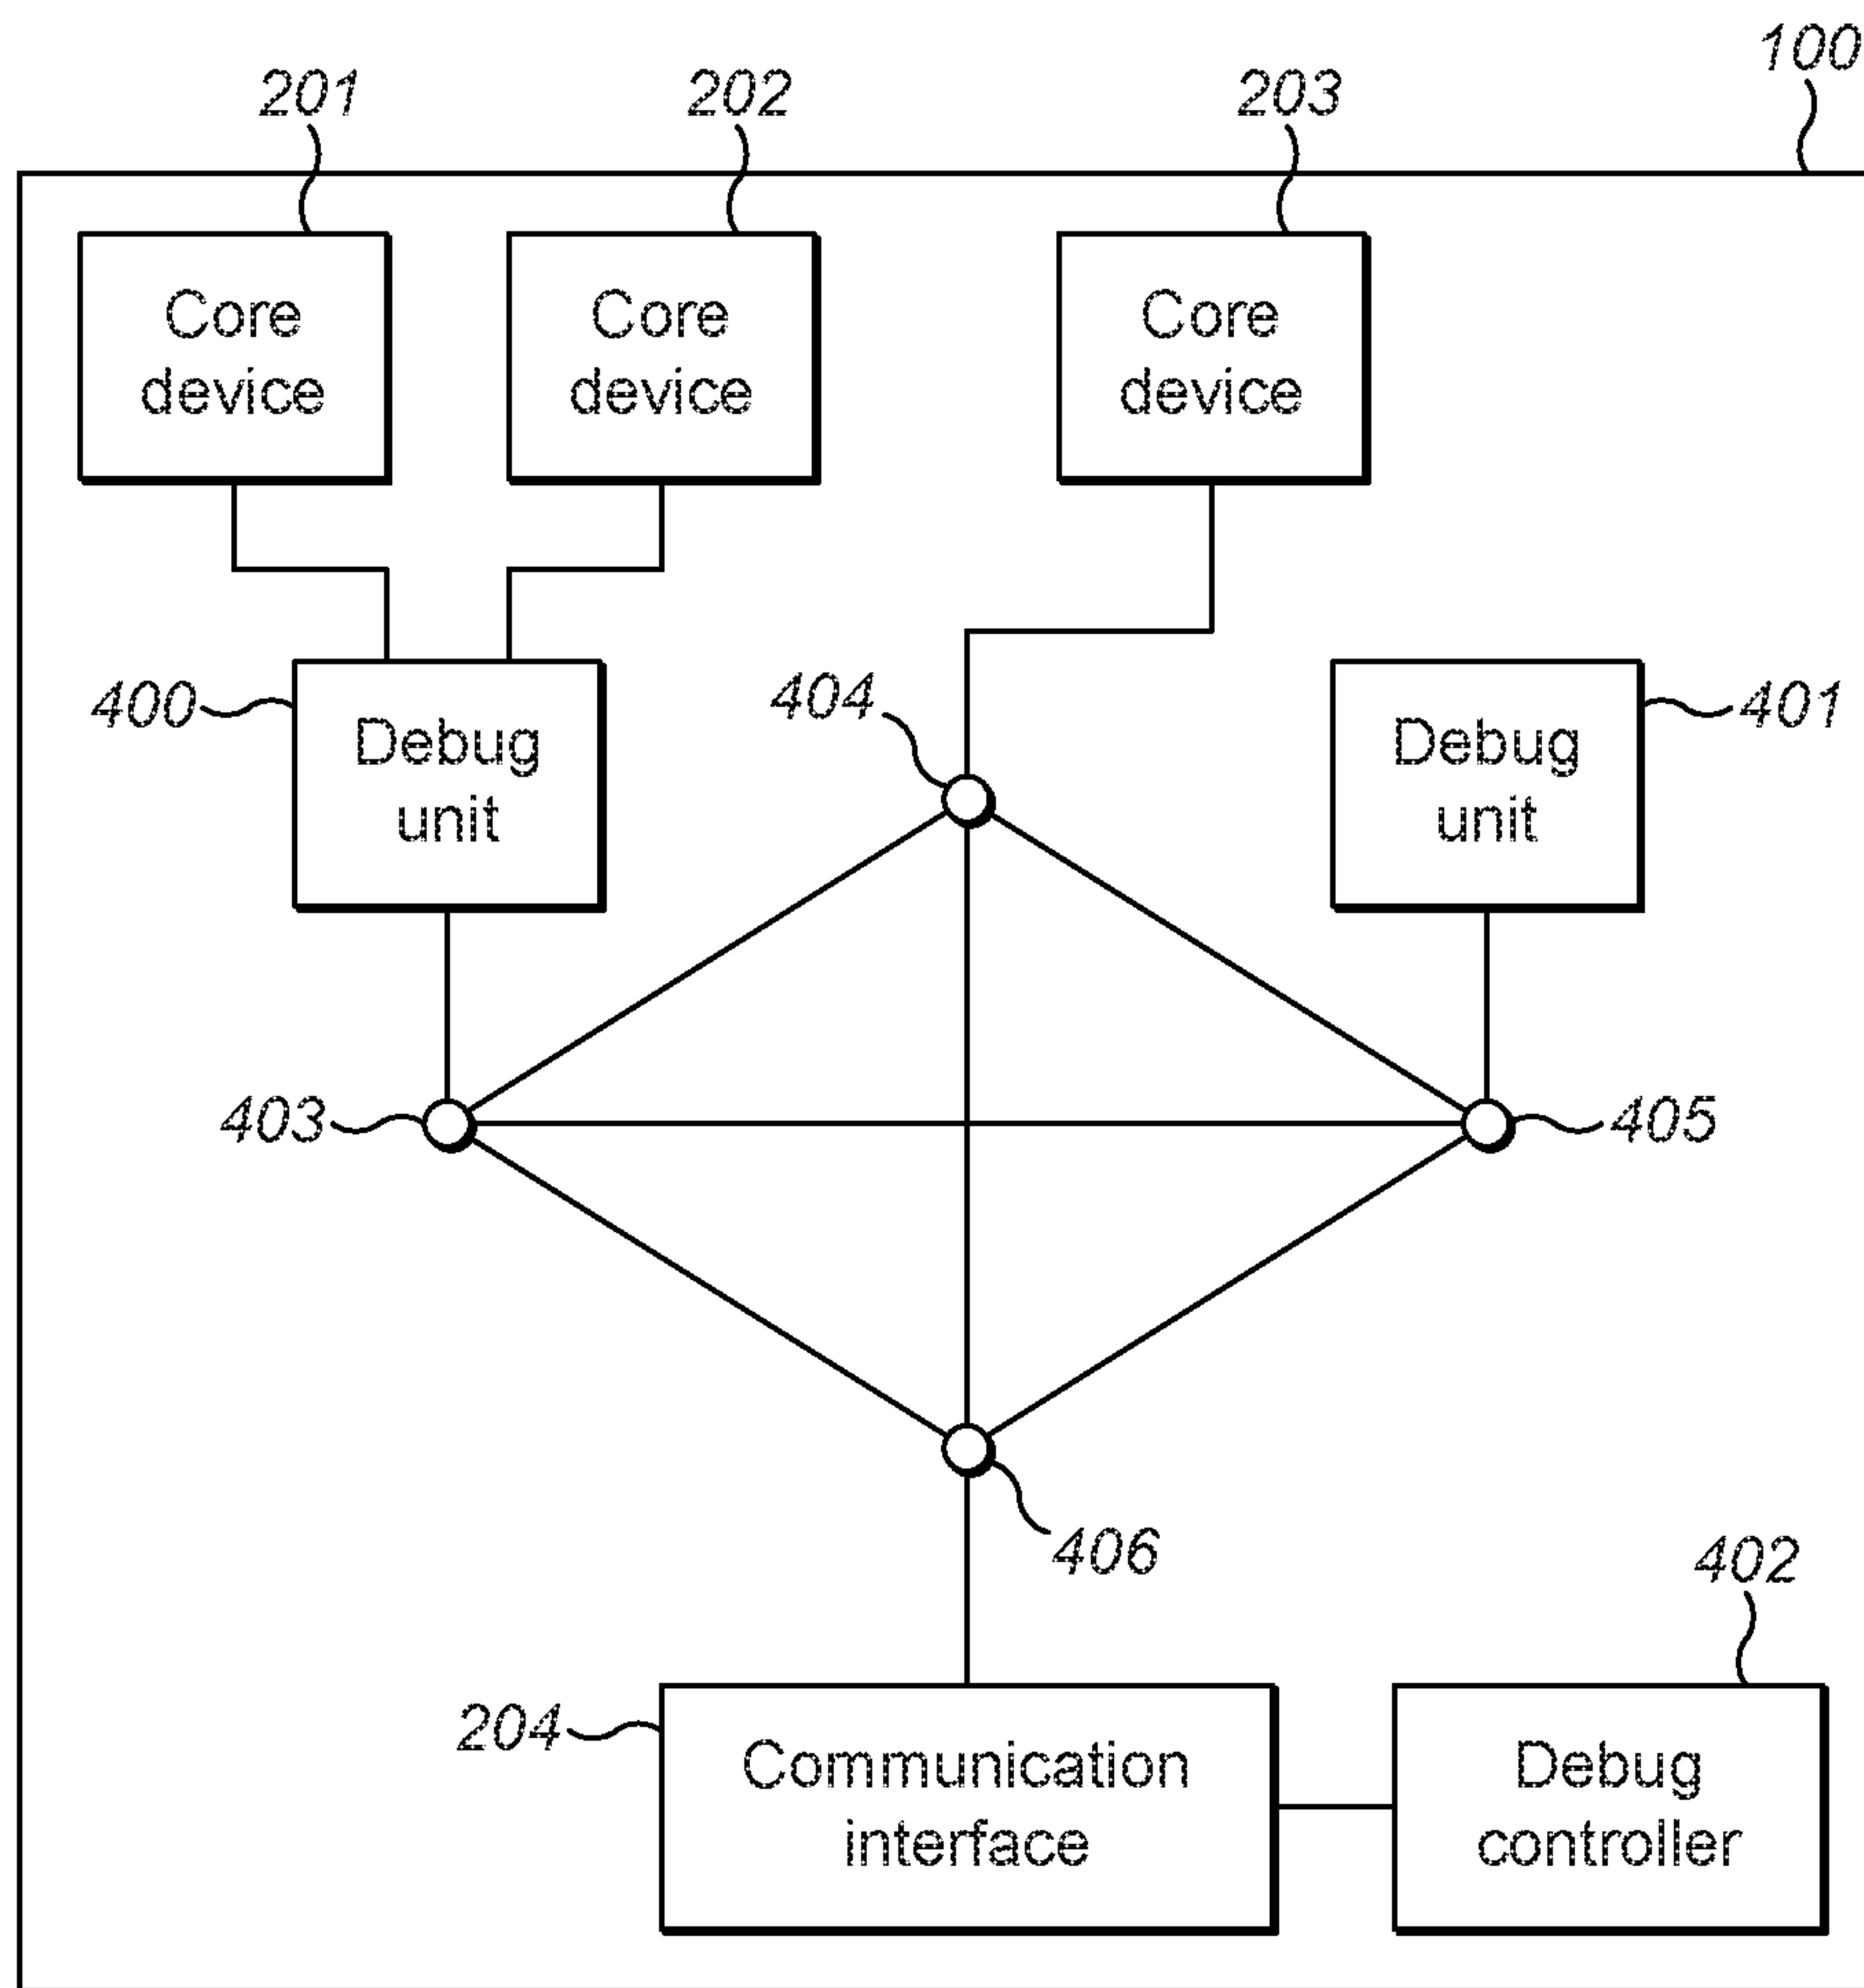 100
201
202
203
Core
device
Core
device
Core
device
400
Debug
unit
404
Debug
unit
401
403
405
406
402
204
Communication
interface
Debug
controller